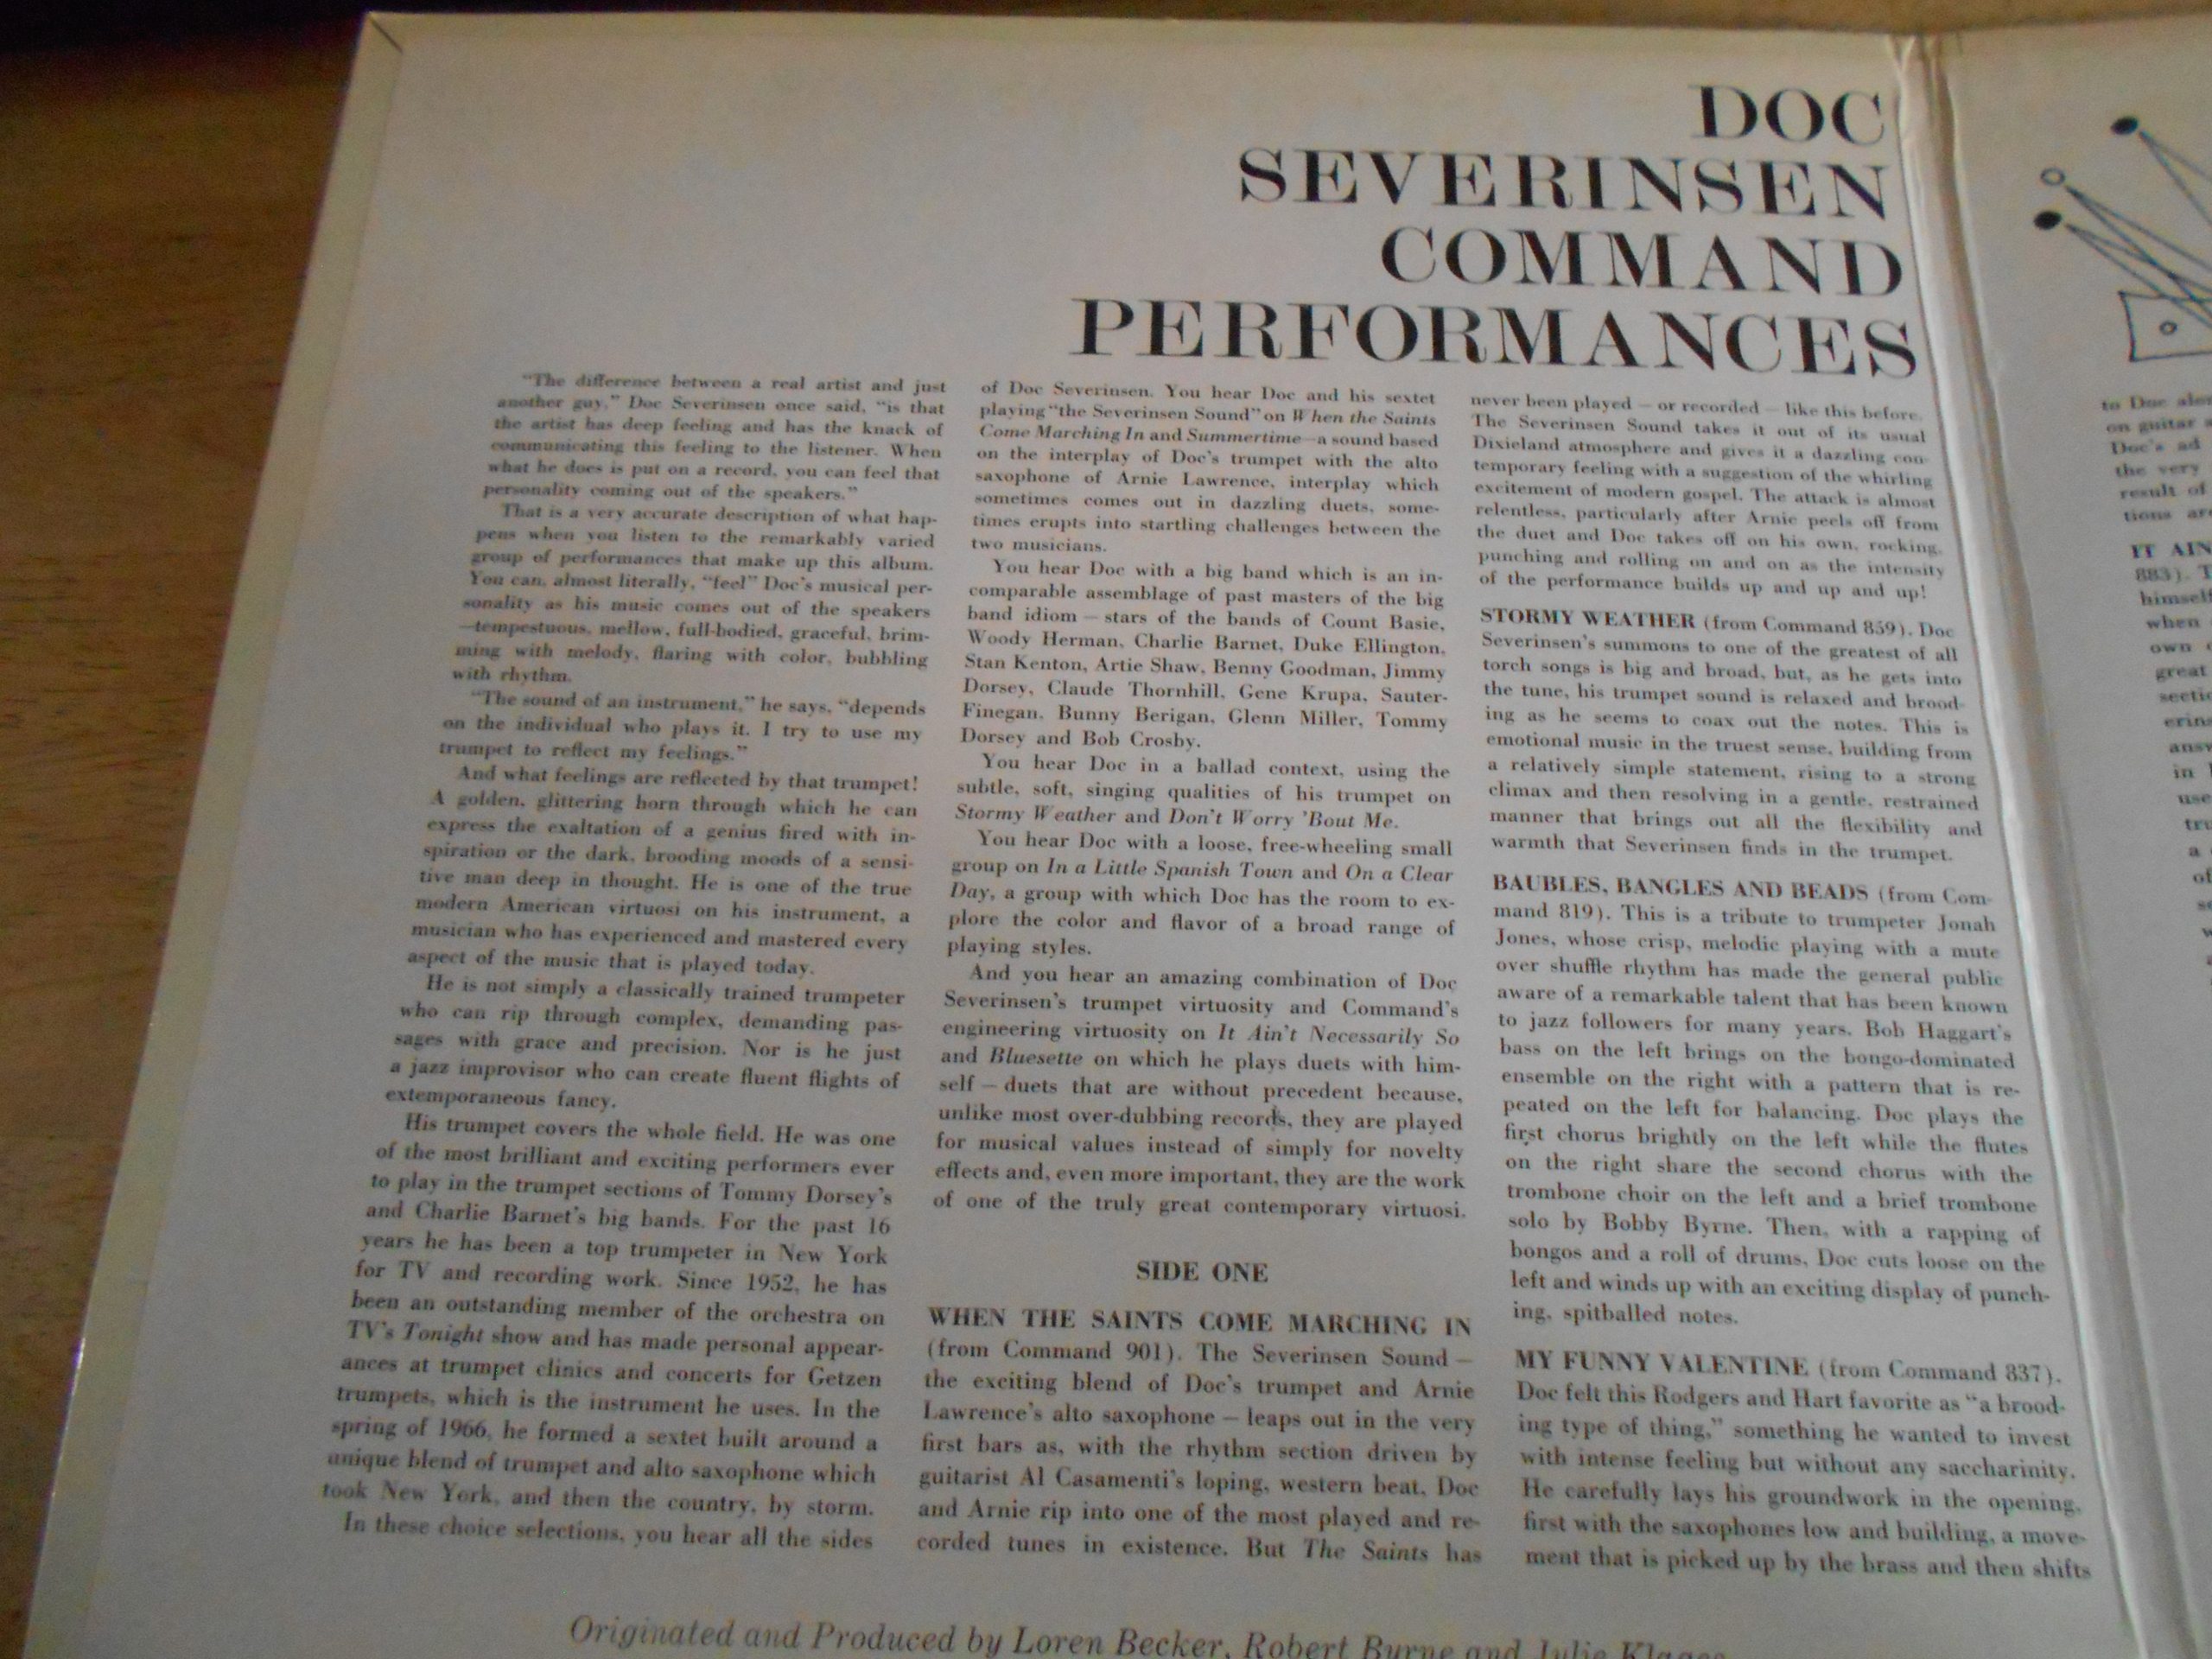 DOC
SEVERINSEN
COMMAND
PERFORMANCES
"The difference between a real artist and just
another guy," Doc Severinsen once said, "is that
the artist has deep feeling and has the knack of
communicating this feeling to the listener. When
what he does is put on a record, you can feel that
personality coming out of the speakers."
That is a very accurate description of what hap-
pens when you listen to the remarkably varied
group of performances that make up this album.
You can, almost literally, "feel" Doc's musical per-
sonality as his music comes out of the speakers
—tempestuous, mellow, full-bodied, graceful, brim-
ming with melody, flaring with color, bubbling
with rhythm.
"The sound of an instrument," he says, "depends
on the individual who plays it. I try to use my
trumpet to reflect my feelings."
And what feelings are reflected by that trumpet!
A golden, glittering horn through which he can
express the exaltation of a genius fired with in-
spiration or the dark, brooding moods of a sensi-
tive man deep in thought. He is one of the true
modern American virtuosi on his instrument, a
musician who has experienced and mastered every
aspect of the music that is played today.
He is not simply a classically trained trumpeter
who can rip through complex, demanding pas-
sages with grace and precision. Nor is he just
a jazz improvisor who can create fluent flights of
extemporaneous fancy.
His trumpet covers the whole field. He was one
of the most brilliant and exciting performers ever
to play in the trumpet sections of Tommy Dorsey's
and Charlie Barnet's big bands. For the past 16
years he has been a top trumpeter in New York
for TV and recording work. Since 1952, he has
been an outstanding member of the orchestra on
TV's Tonight show and has made personal appear-
ances at trumpet clinics and concerts for Getzen
trumpets, which is the instrument he uses. In the
spring of 1966, he formed a sextet built around a
unique blend of trumpet and alto saxophone which
took New York, and then the country, by storm.
In these choice selections, you hear all the sides
of Doc Severinsen. You hear Doc and his sextet
playing "the Severinsen Sound" on When the Saints
Come Marching In and Summertime—a sound based
on the interplay of Doc's trumpet with the alto
saxophone of Arnie Lawrence, interplay which
sometimes comes out in dazzling duets, some-
times erupts into startling challenges between the
two musicians.
You hear Doc with a big band which is an in-
comparable assemblage of past masters of the big
band idiom — stars of the bands of Count Basie,
Woody Herman, Charlie Barnet, Duke Ellington,
Stan Kenton, Artie Shaw, Benny Goodman, Jimmy
Dorsey, Claude Thornhill, Gene Krupa, Sauter-
Finegan, Bunny Berigan, Glenn Miller, Tommy
Dorsey and Bob Crosby.
You hear Doc in a ballad context, using the
subtle, soft, singing qualities of his trumpet on
Stormy Weather and Don't Worry 'Bout Me.
You hear Doc with a loose, free-wheeling small
group on In a Little Spanish Town and On a Clear
Day, a group with which Doc has the room to ex-
plore the color and flavor of a broad range of
playing styles.
And you hear an amazing combination of Doc
Severinsen's trumpet virtuosity and Command's
engineering virtuosity on It Ain't Necessarily So
and Bluesette on which he plays duets with him-
self — duets that are without precedent because,
unlike most over-dubbing records, they are played
for musical values instead of simply for novelty
effects and, even more important, they are the work
of one of the truly great contemporary virtuosi.
SIDE ONE
WHEN THE SAINTS COME MARCHING IN
(from Command 901). The Severinsen Sound —
the exciting blend of Doc's trumpet and Arnie
Lawrence's alto saxophone — leaps out in the very
first bars as, with the rhythm section driven by
guitarist Al Casamenti's loping, western beat, Doc
and Arnie rip into one of the most played and re-
corded tunes in existence. But The Saints has
never been played — or recorded — like this before.
The Severinsen Sound takes it out of its usual
Dixieland atmosphere and gives it a dazzling con-
temporary feeling with a suggestion of the whirling
excitement of modern gospel. The attack is almost
relentless, particularly after Arnie peels off from
the duet and Doc takes off on his own, rocking,
punching and rolling on and on as the intensity
of the performance builds up and up and up!
STORMY WEATHER (from Command 859). Doc
Severinsen's summons to one of the greatest of all
torch songs is big and broad, but, as he gets into
the tune, his trumpet sound is relaxed and brood-
ing as he seems to coax out the notes. This is
emotional music in the truest sense, building from
a relatively simple statement, rising to a strong
climax and then resolving in a gentle, restrained
manner that brings out all the flexibility and
warmth that Severinsen finds in the trumpet.
BAUBLES, BANGLES AND BEADS (from Com-
mand 819). This is a tribute to trumpeter Jonah
Jones, whose crisp, melodic playing with a mute
over shuffle rhythm has made the general public
aware of a remarkable talent that has been known
to jazz followers for many years. Bob Haggart's
bass on the left brings on the bongo-dominated
ensemble on the right with a pattern that is re-
peated on the left for balancing. Doc plays the
first chorus brightly on the left while the flutes
on the right share the second chorus with the
trombone choir on the left and a brief trombone
solo by Bobby Byrne. Then, with a rapping of
bongos and a roll of drums, Doc cuts loose on the
left and winds up with an exciting display of punch-
ing, spitballed notes.
MY FUNNY VALENTINE (from Command 837).
Doc felt this Rodgers and Hart favorite as "a brood-
ing type of thing," something he wanted to invest
with intense feeling but without any saccharinity.
He carefully lays his groundwork in the opening,
first with the saxophones low and building, a move-
ment that is picked up by the brass and then shifts
Originated and Produced by Loren Becker, Robert Byrne and Julie Klages
to Doc
on guitar
Doc's ad
the very
result of
tions
IT AIN
883). T
himself
when
own
great
in